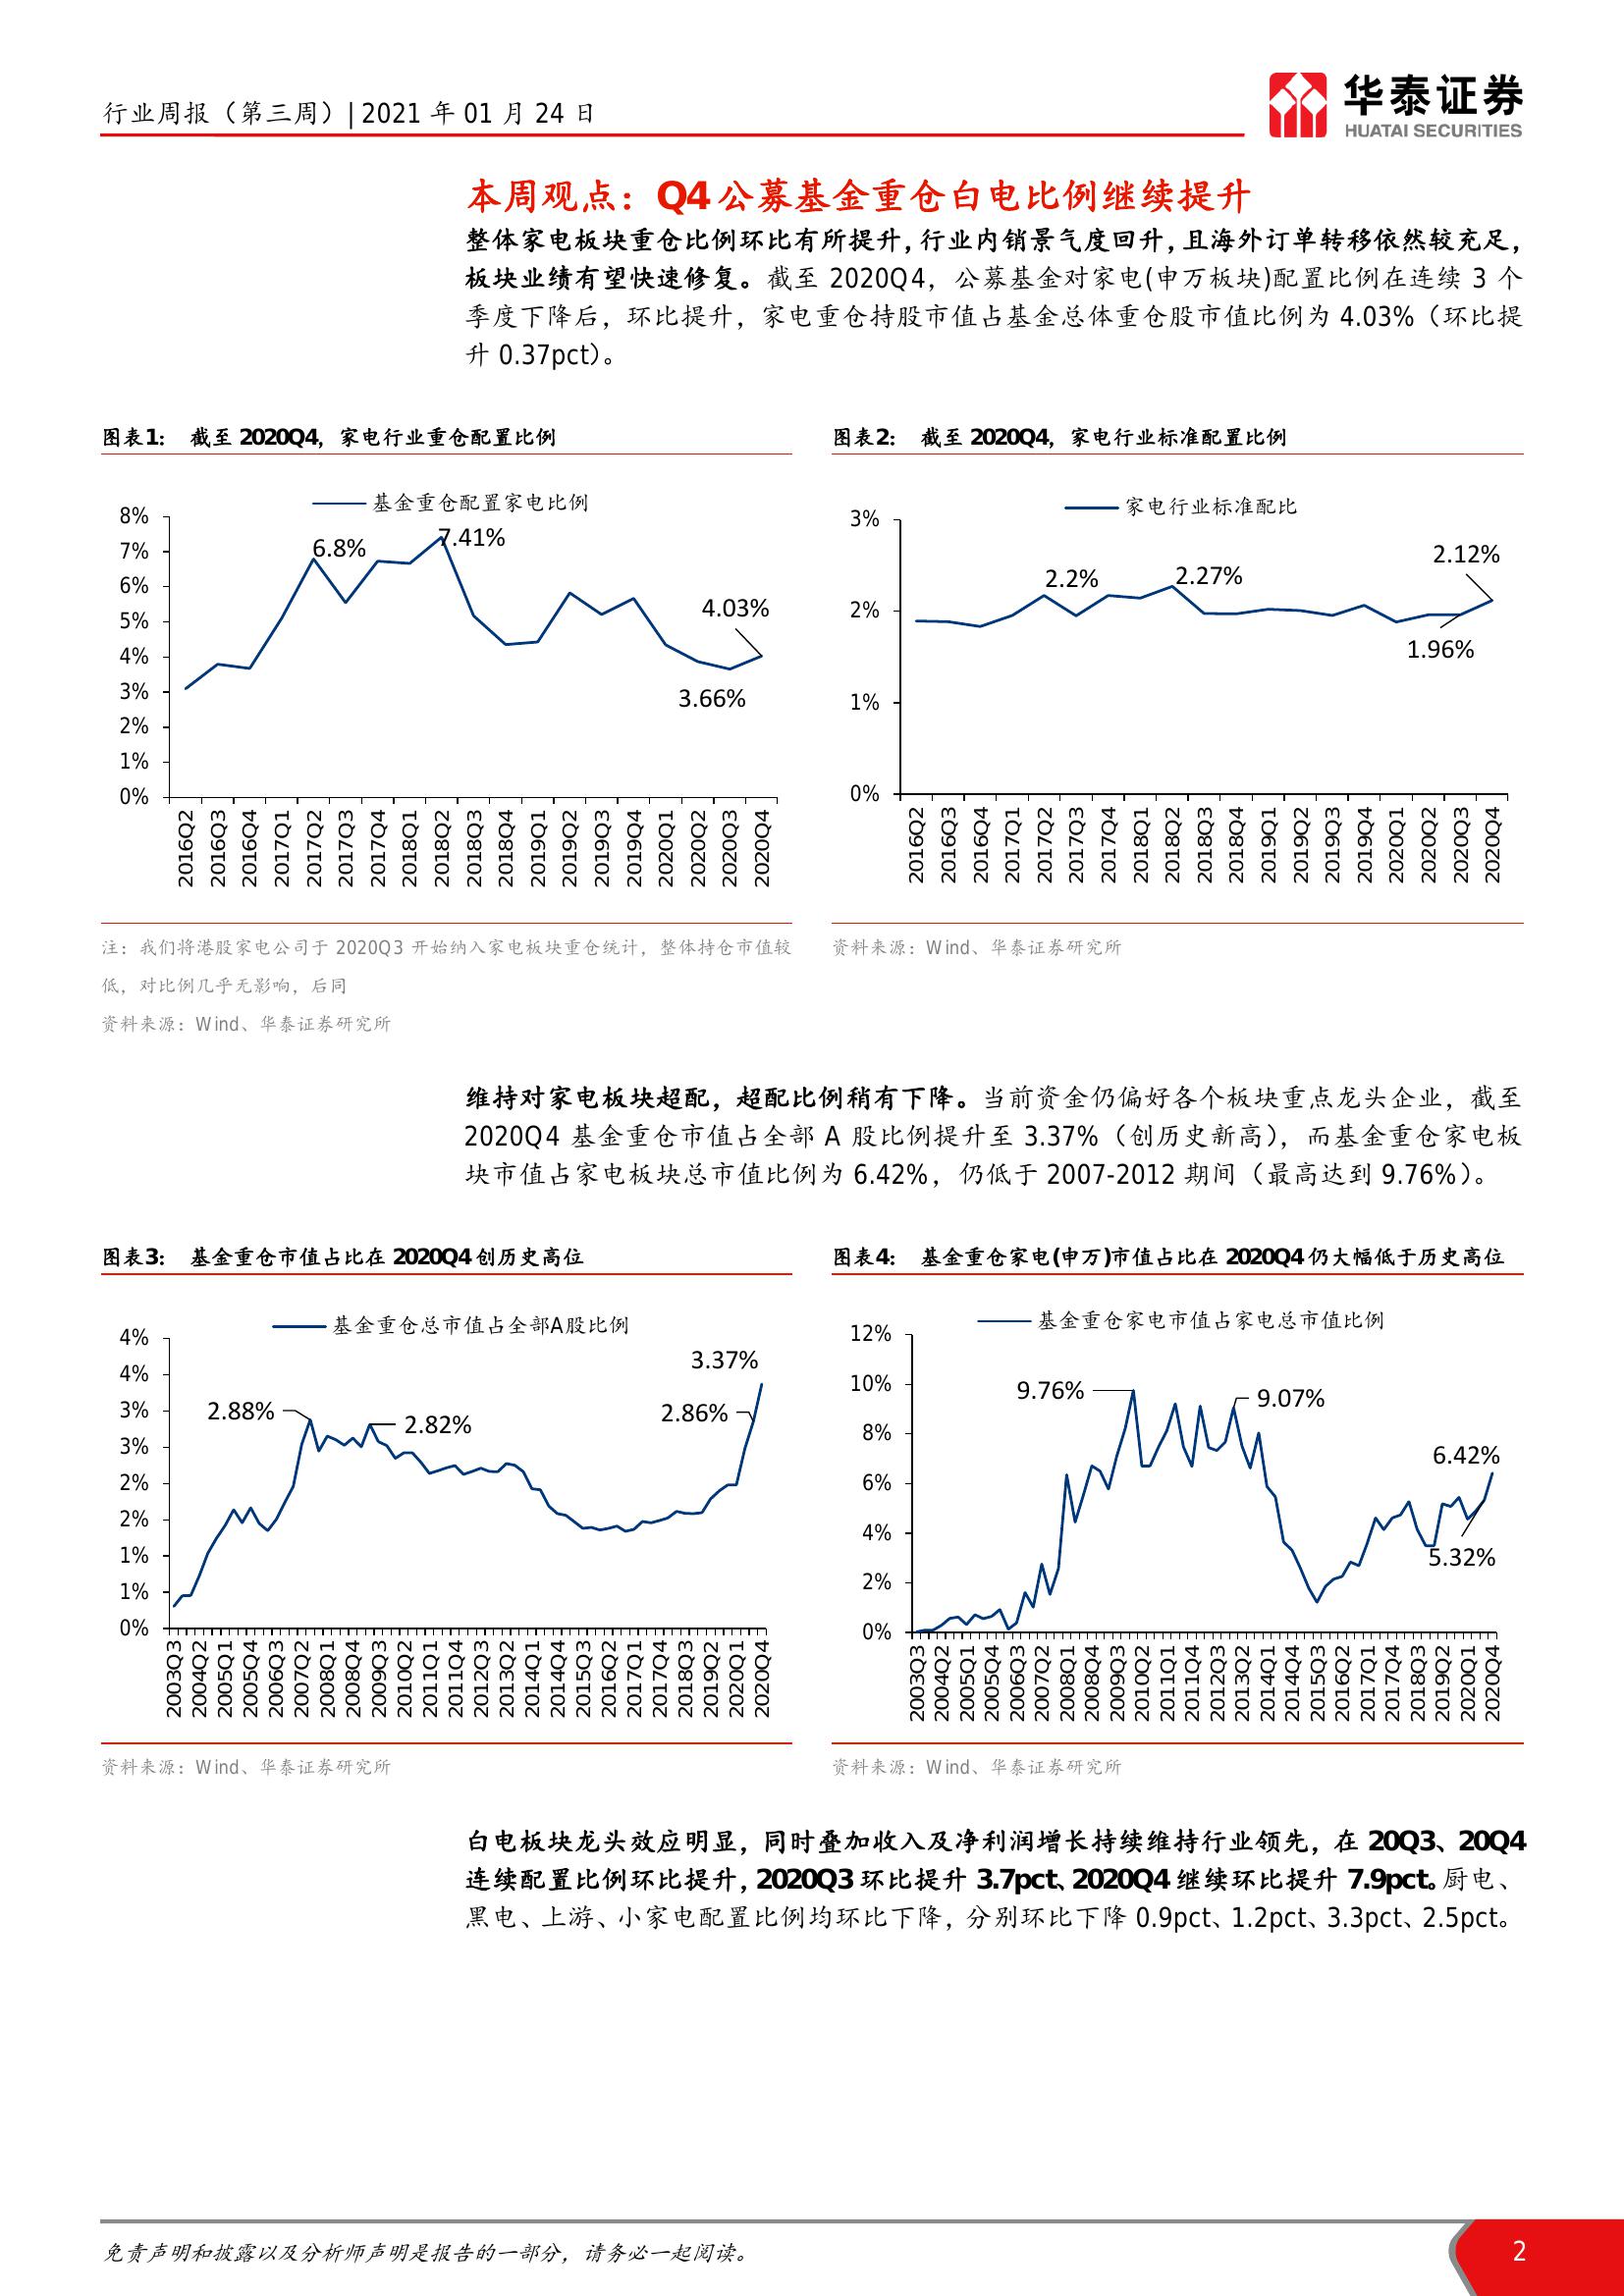 行业周报（第三周）| 2021 年 01 月 24 日
华泰证券
HUATAI SECURITIES
本周观点：Q4 公募基金重仓白电比例继续提升
整体家电板块重仓比例环比有所提升，行业内销景气度回升，且海外订单转移依然较充足，
板块业绩有望快速修复。截至 2020Q4，公募基金对家电(申万板块)配置比例在连续 3 个
季度下降后，环比提升，家电重仓持股市值占基金总体重仓股市值比例为 4.03%（环比提
升 0.37pct）。
图表1： 截至 2020Q4，家电行业重仓配置比例
基金重仓配置家电比例
8%
7%
6%
5%
4%
3%
2%
1%
0%
6.8%
7.41%
4.03%
3.66%
2016Q2
2016Q3
2016Q4
2017Q1
2017Q2
2017Q3
2017Q4
2018Q1
2018Q2
2018Q3
2018Q4
2019Q1
2019Q2
2019Q3
2019Q4
2020Q1
2020Q2
2020Q3
2020Q4
注：我们将港股家电公司于 2020Q3 开始纳入家电板块重仓统计，整体持仓市值较
低，对比例几乎无影响，后同
资料来源：Wind、华泰证券研究所
图表2： 截至 2020Q4，家电行业标准配置比例
家电行业标准配比
3%
2%
1%
0%
2.2%
2.27%
2.12%
1.96%
2016Q2
2016Q3
2016Q4
2017Q1
2017Q2
2017Q3
2017Q4
2018Q1
2018Q2
2018Q3
2018Q4
2019Q1
2019Q2
2019Q3
2019Q4
2020Q1
2020Q2
2020Q3
2020Q4
资料来源：Wind、华泰证券研究所
维持对家电板块超配，超配比例稍有下降。当前资金仍偏好各个板块重点龙头企业，截至
2020Q4 基金重仓市值占全部 A 股比例提升至 3.37%（创历史新高），而基金重仓家电板
块市值占家电板块总市值比例为 6.42%，仍低于 2007-2012 期间（最高达到 9.76%）。
图表3： 基金重仓市值占比在 2020Q4 创历史高位
基金重仓总市值占全部A股比例
4%
4%
3%
3%
2%
2%
1%
1%
0%
2.88%
2.82%
2.86%
3.37%
2003Q3
2004Q2
2005Q1
2005Q4
2006Q3
2007Q2
2008Q1
2008Q4
2009Q3
2010Q2
2011Q1
2011Q4
2012Q3
2013Q2
2014Q1
2014Q4
2015Q3
2016Q2
2017Q1
2017Q4
2018Q3
2019Q2
2020Q1
2020Q4
资料来源：Wind、华泰证券研究所
图表4： 基金重仓家电(申万)市值占比在 2020Q4 仍大幅低于历史高位
基金重仓家电市值占家电总市值比例
12%
10%
8%
6%
4%
2%
0%
9.76%
9.07%
6.42%
5.32%
2003Q3
2004Q2
2005Q1
2005Q4
2006Q3
2007Q2
2008Q1
2008Q4
2009Q3
2010Q2
2011Q1
2011Q4
2012Q3
2013Q2
2014Q1
2014Q4
2015Q3
2016Q2
2017Q1
2017Q4
2018Q3
2019Q2
2020Q1
2020Q4
资料来源：Wind、华泰证券研究所
白电板块龙头效应明显，同时叠加收入及净利润增长持续维持行业领先，在 20Q3、20Q4
连续配置比例环比提升，2020Q3 环比提升 3.7pct、2020Q4 继续环比提升 7.9pct。厨电、
黑电、上游、小家电配置比例均环比下降，分别环比下降 0.9pct、1.2pct、3.3pct、2.5pct。
免责声明和披露以及分析师声明是报告的一部分，请务必一起阅读。
2